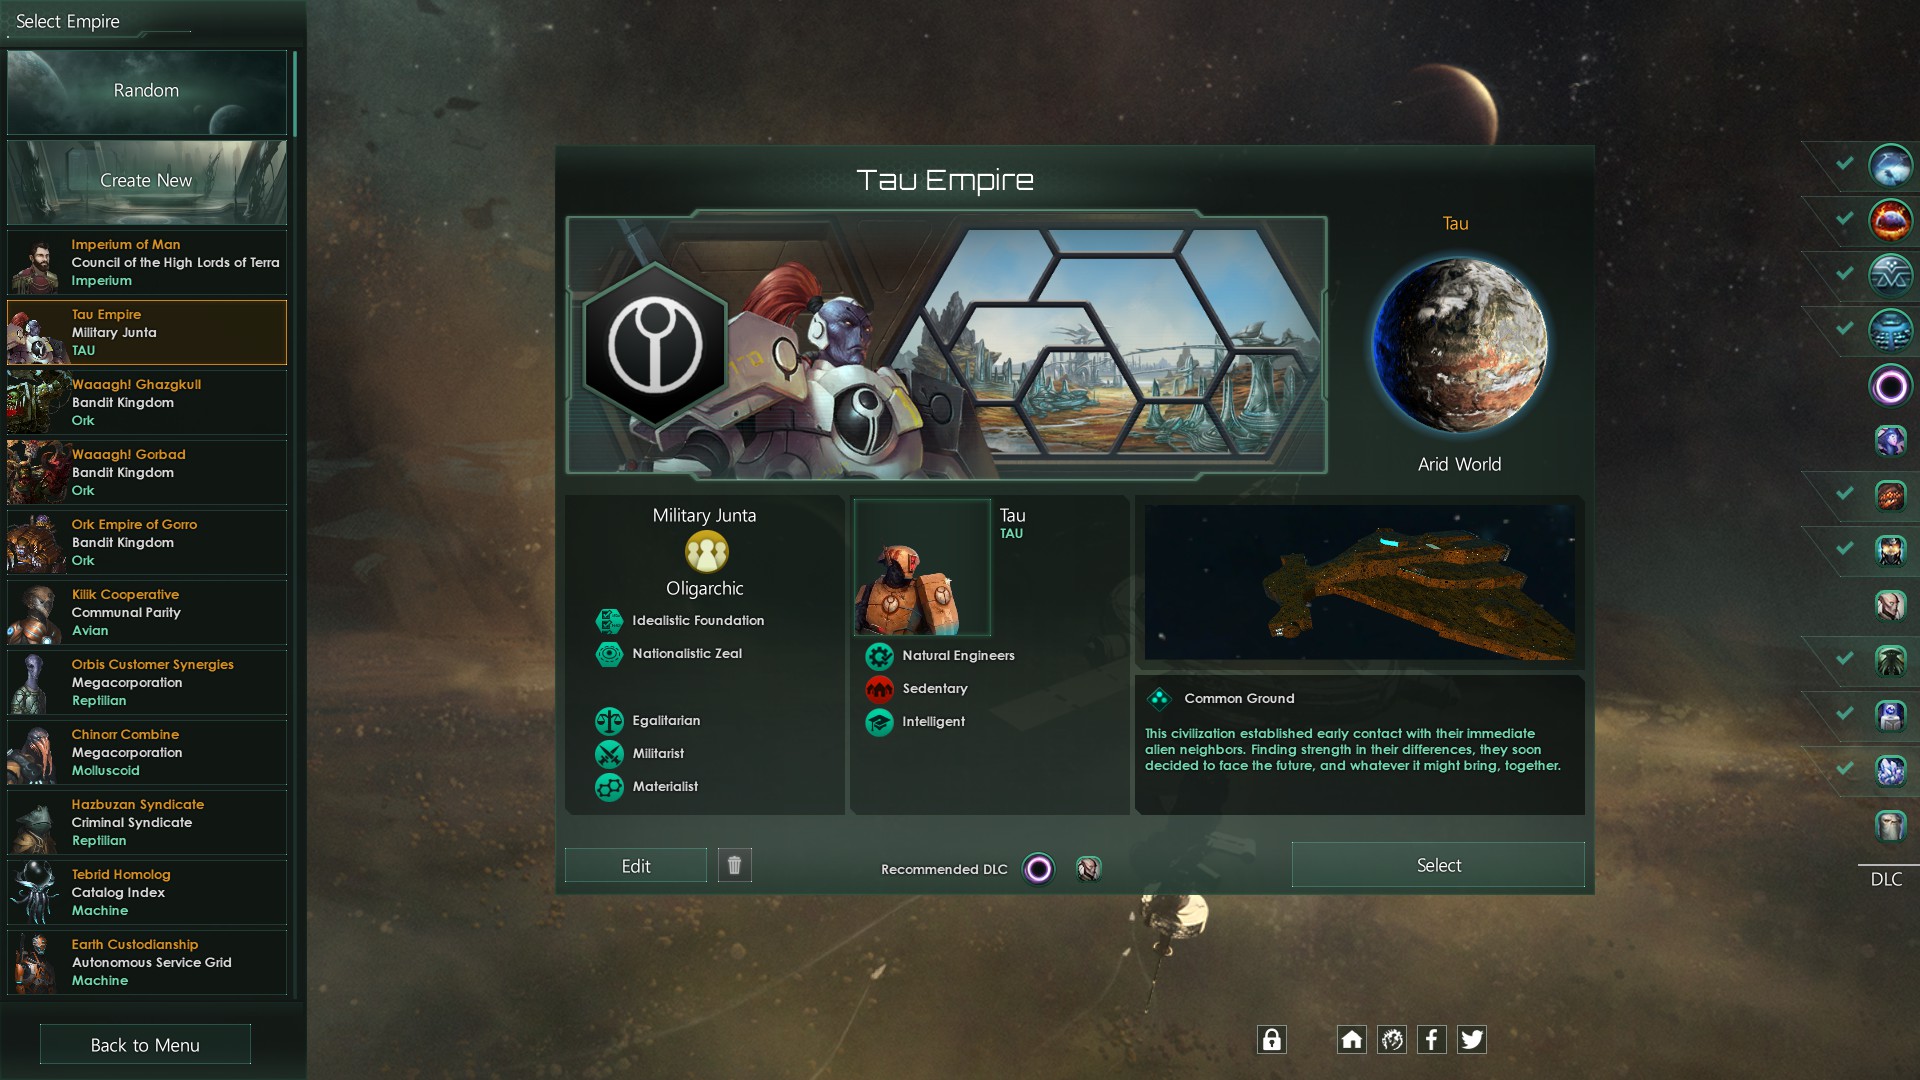 Select Empire
Random
Create New
Imperium of Man
Council of the High Lords of Terra
Imperium
Tau Empire
Military Junta
TAU
Waaagh! Ghazgkull
Bandit Kingdom
Ork
Waaagh! Gorbad
Bandit Kingdom
Ork
Ork Empire of Gorro
Bandit Kingdom
Ork
Kilik Cooperative
Communal Parity
Avian
Orbis Customer Synergies
Megacorporation
Reptilian
Chinorr Combine
Megacorporation
Molluscoid
Hazbuzan Syndicate
Criminal Syndicate
Reptilian
Tebrid Homolog
Catalog Index
Machine
Earth Custodianship
Autonomous Service Grid
Machine
Back to Menu
Tau Empire
Tau
Arid World
Military Junta
Oligarchic
Idealistic Foundation
Nationalistic Zeal
Egalitarian
Militarist
Materialist
Tau
TAU
Natural Engineers
Sedentary
Intelligent
Common Ground
This civilization established early contact with their immediate
alien neighbors. Finding strength in their differences, they soon
decided to face the future, and whatever it might bring, together.
Edit
Recommended DLC
Select
DLC